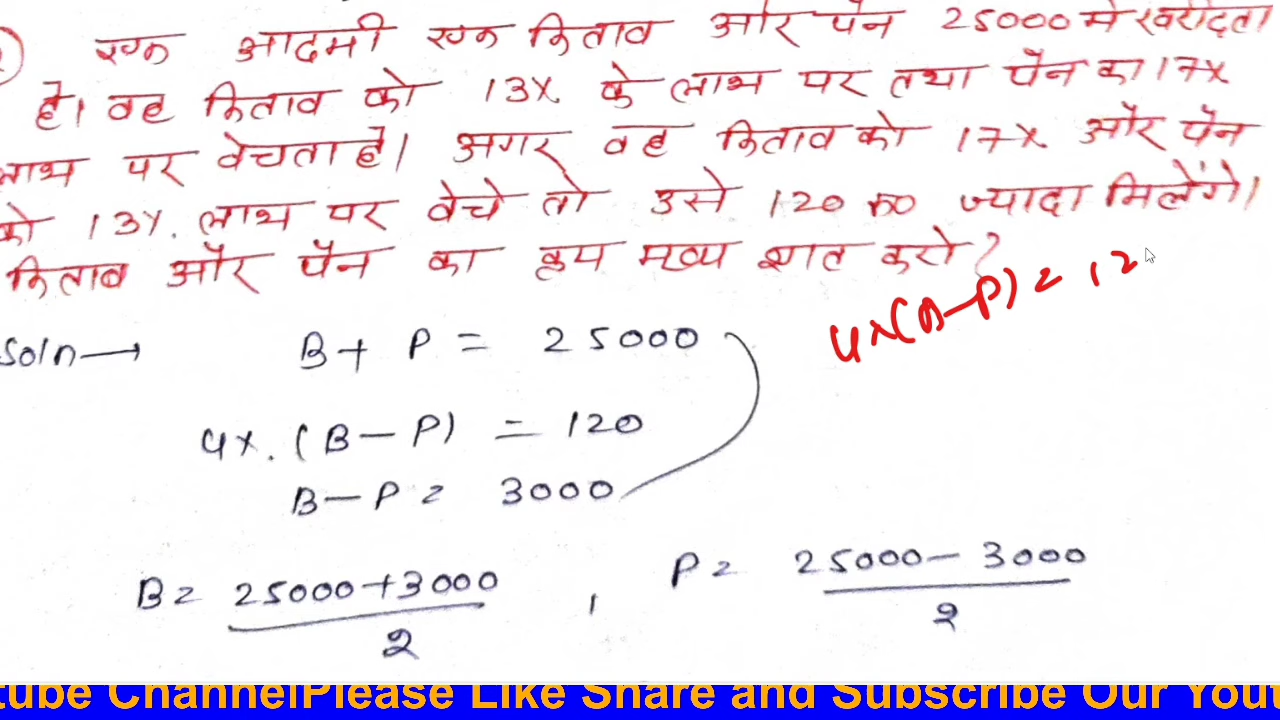 एक आदमी एक किताब और पैन 25000 मे खरीदता
है। वह किताब को 13%. के लाभ पर तथा पैन का 17%
लाभ पर बेचता है। अगर वह किताब को 17%. और पैन
को 13%. लाभ पर बेचे तो उसे 120 रू0 ज्यादा मिलेंगे।
किताब और पैन का क्रय मूख्य ज्ञात करो?
4%(B-P) = 12
Soln→ B + P = 25000
4%. (B-P) = 120
B-P = 3000
B = 25000+3000 / 2 , P = 25000-3000 / 2
tube ChannelPlease Like Share and Subscribe Our Yout